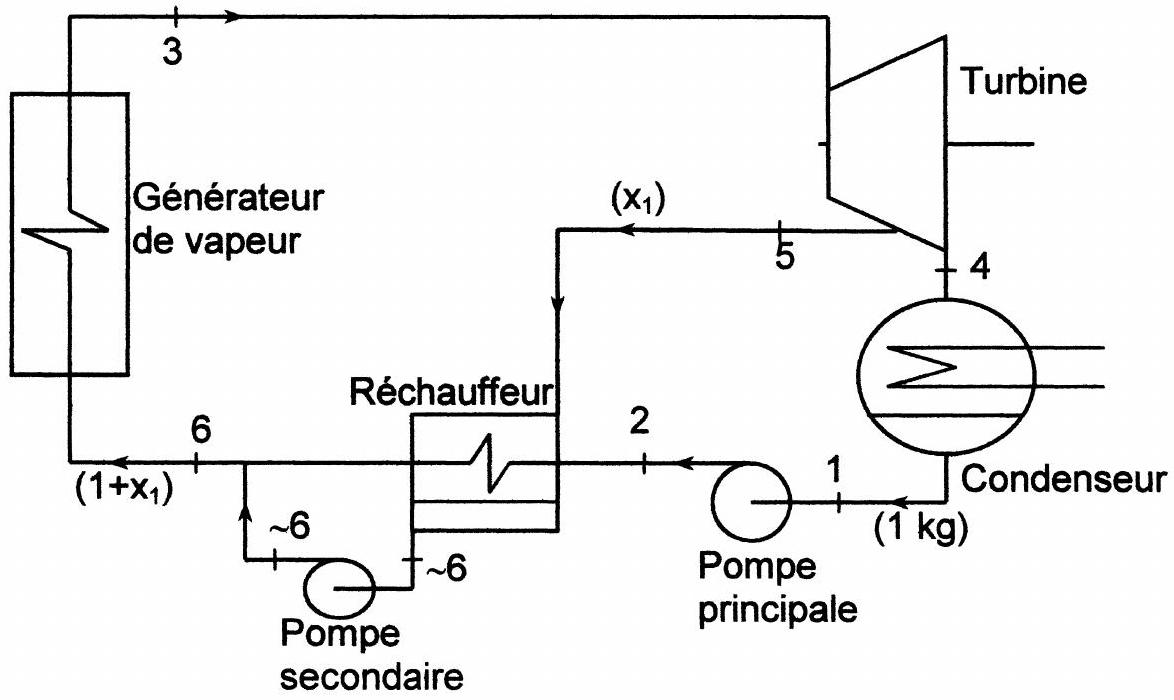 3
Turbine
Générateur
de vapeur
(x₁)
5
4
Réchauffeur
6
2
(1+x₁)
1
Condenseur
(1 kg)
~6
~6
Pompe
principale
Pompe
secondaire